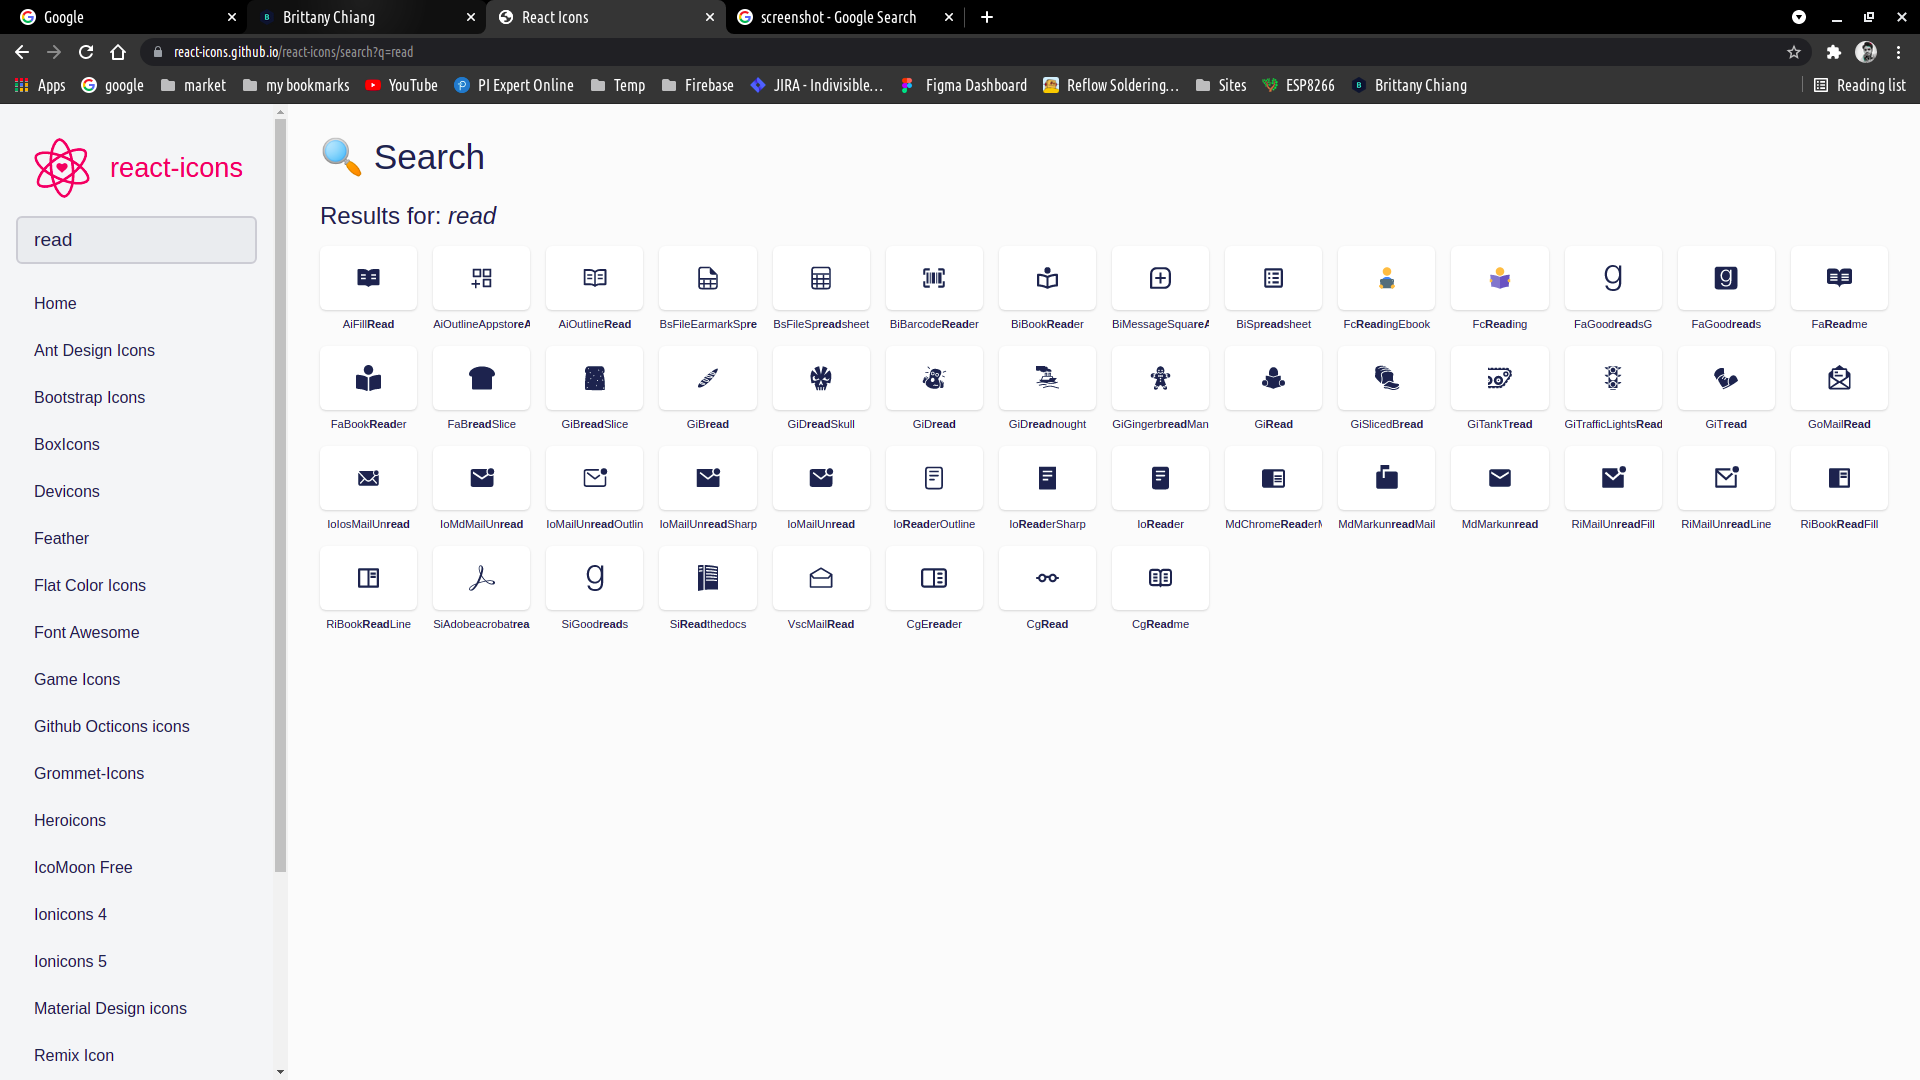 Google
Brittany Chiang
React Icons
screenshot - Google Search
react-icons.github.io/react-icons/search?q=read
Apps google market my bookmarks YouTube PI Expert Online Temp Firebase JIRA - Indivisible... Figma Dashboard Reflow Soldering... Sites ESP8266 Brittany Chiang Reading list
react-icons
read
Home
Ant Design Icons
Bootstrap Icons
BoxIcons
Devicons
Feather
Flat Color Icons
Font Awesome
Game Icons
Github Octicons icons
Grommet-Icons
Heroicons
IcoMoon Free
Ionicons 4
Ionicons 5
Material Design icons
Remix Icon
Search
Results for: read
AiFillRead AiOutlineAppstoreA AiOutlineRead BsFileEarmarkSpre BsFileSpreadsheet BiBarcodeReader BiBookReader BiMessageSquareA BiSpreadsheet FcReadingEbook FcReading FaGoodreadsG FaGoodreads FaReadme
FaBookReader FaBreadSlice GiBreadSlice GiBread GiDreadSkull GiDread GiDreadnought GiGingerbreadMan GiRead GiSlicedBread GiTankTread GiTrafficLightsRead GiTread GoMailRead
IoIosMailUnread IoMdMailUnread IoMailUnreadOutlin IoMailUnreadSharp IoMailUnread IoReaderOutline IoReaderSharp IoReader MdChromeReaderM MdMarkunreadMail MdMarkunread RiMailUnreadFill RiMailUnreadLine RiBookReadFill
RiBookReadLine SiAdobeacrobatrea SiGoodreads SiReadthedocs VscMailRead CgEreader CgRead CgReadme